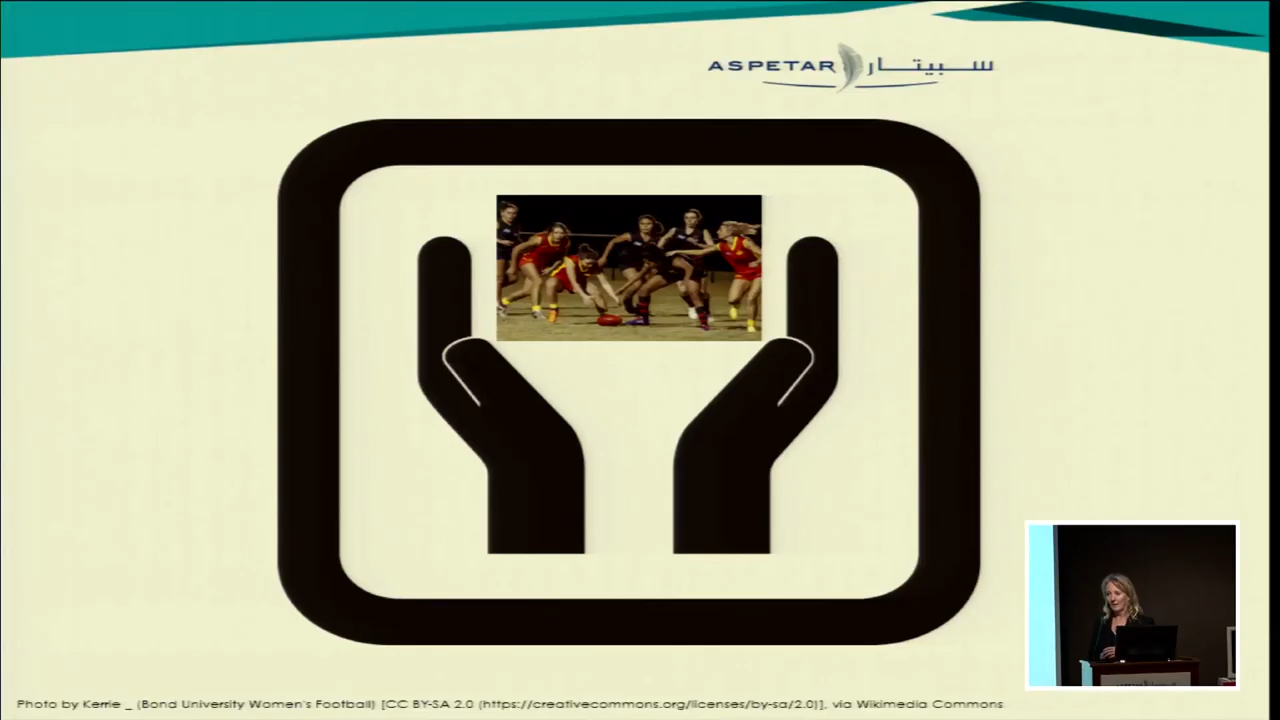 ASPETAR سبيتار
Photo by Kerrie _ (Bond University Women's Football) [CC BY-SA 2.0 (https://creativecommons.org/licenses/by-sa/2.0)], via Wikimedia Commons
ASPETAR